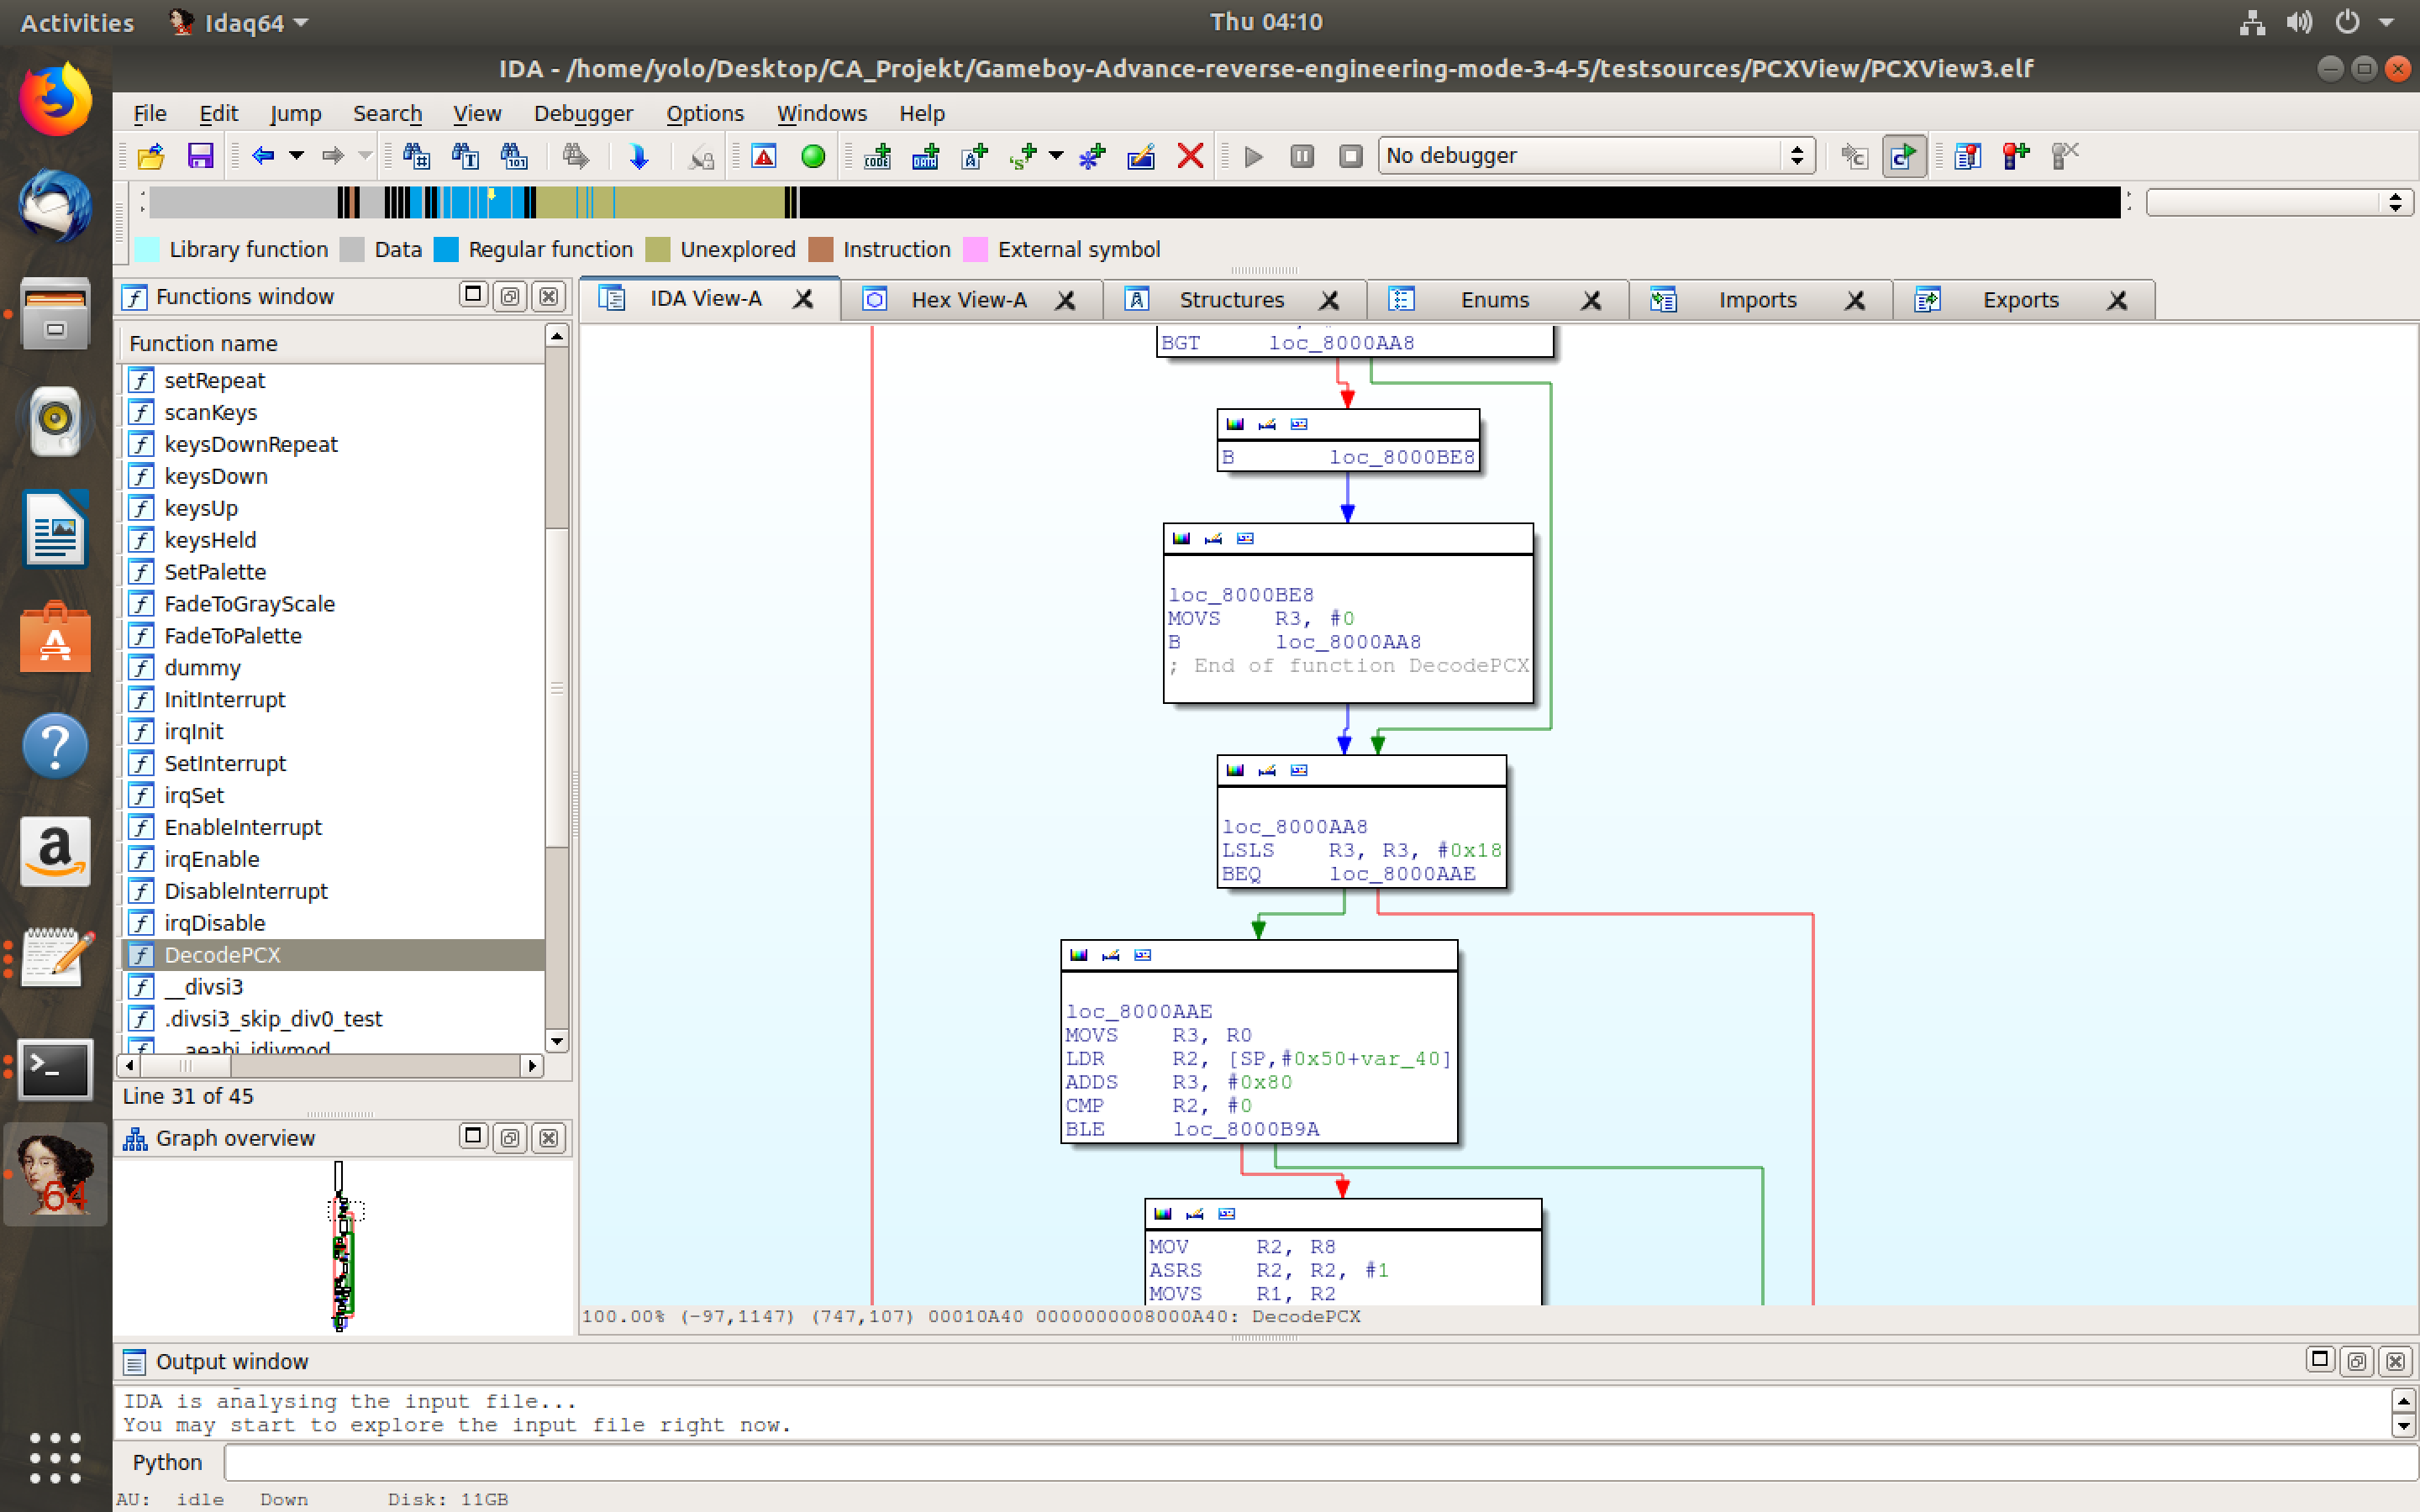 Activities Idaq64 Thu 04:10
IDA - /home/yolo/Desktop/CA_Projekt/Gameboy-Advance-reverse-engineering-mode-3-4-5/testsources/PCXView/PCXView3.elf
File Edit Jump Search View Debugger Options Windows Help
No debugger
Library function Data Regular function Unexplored Instruction External symbol
Functions window
Function name
setRepeat
scanKeys
keysDownRepeat
keysDown
keysUp
keysHeld
SetPalette
FadeToGrayScale
FadeToPalette
dummy
InitInterrupt
irqInit
SetInterrupt
irqSet
EnableInterrupt
irqEnable
DisableInterrupt
irqDisable
DecodePCX
__divsi3
.divsi3_skip_div0_test
__aeabi_idivmod
Line 31 of 45
Graph overview
IDA View-A Hex View-A Structures Enums Imports Exports
BGT loc_8000AA8
B loc_8000BE8
loc_8000BE8
MOVS R3, #0
B loc_8000AA8
; End of function DecodePCX
loc_8000AA8
LSLS R3, R3, #0x18
BEQ loc_8000AAE
loc_8000AAE
MOVS R3, R0
LDR R2, [SP,#0x50+var_40]
ADDS R3, #0x80
CMP R2, #0
BLE loc_8000B9A
MOV R2, R8
ASRS R2, R2, #1
MOVS R1, R2
100.00% (-97,1147) (747,107) 00010A40 0000000008000A40: DecodePCX
Output window
IDA is analysing the input file...
You may start to explore the input file right now.
Python
AU: idle Down Disk: 11GB
64